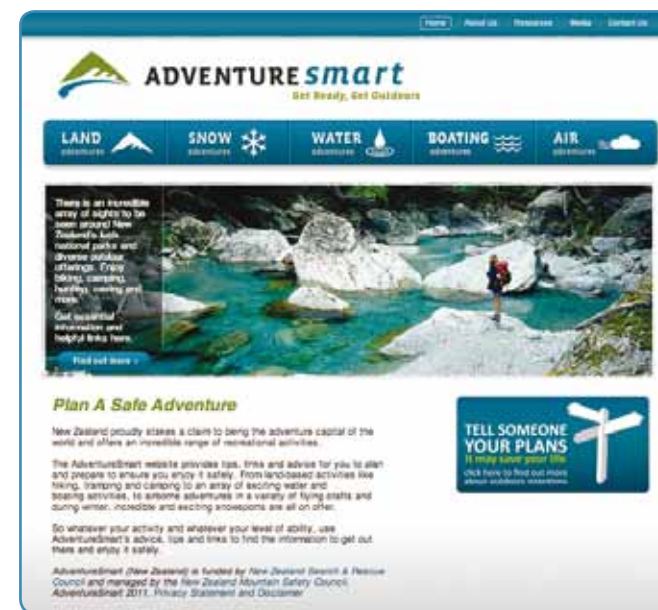 Home About Us Resources Media Contact Us
ADVENTURE smart
Get Ready, Get Outdoors
LAND
adventures
SNOW
adventures
WATER
adventures
BOATING
adventures
AIR
adventures
There is an incredible
array of sights to be
seen around New
Zealand's lush
national parks and
diverse outdoor
offerings. Enjoy
hiking, camping,
hunting, caving and
more.
Get essential
information and
helpful links here.
Find out more >
Plan A Safe Adventure
New Zealand proudly stakes a claim to being the adventure capital of the
world and offers an incredible range of recreational activities.
The AdventureSmart website provides tips, links and advice for you to plan
and prepare to ensure you enjoy it safely. From land-based activities like
hiking, tramping and camping to an array of exciting water and
boating activities, to airborne adventures in a variety of flying crafts and
during winter, incredible and exciting snowsports are all on offer.
So whatever your activity and whatever your level of ability, use
AdventureSmart's advice, tips and links to find the information to get out
there and enjoy it safely.
AdventureSmart (New Zealand) is funded by New Zealand Search & Rescue
Council and managed by the New Zealand Mountain Safety Council.
AdventureSmart 2011. Privacy Statement and Disclaimer
TELL SOMEONE
YOUR PLANS
It may save your life
click here to find out more
about outdoors intentions